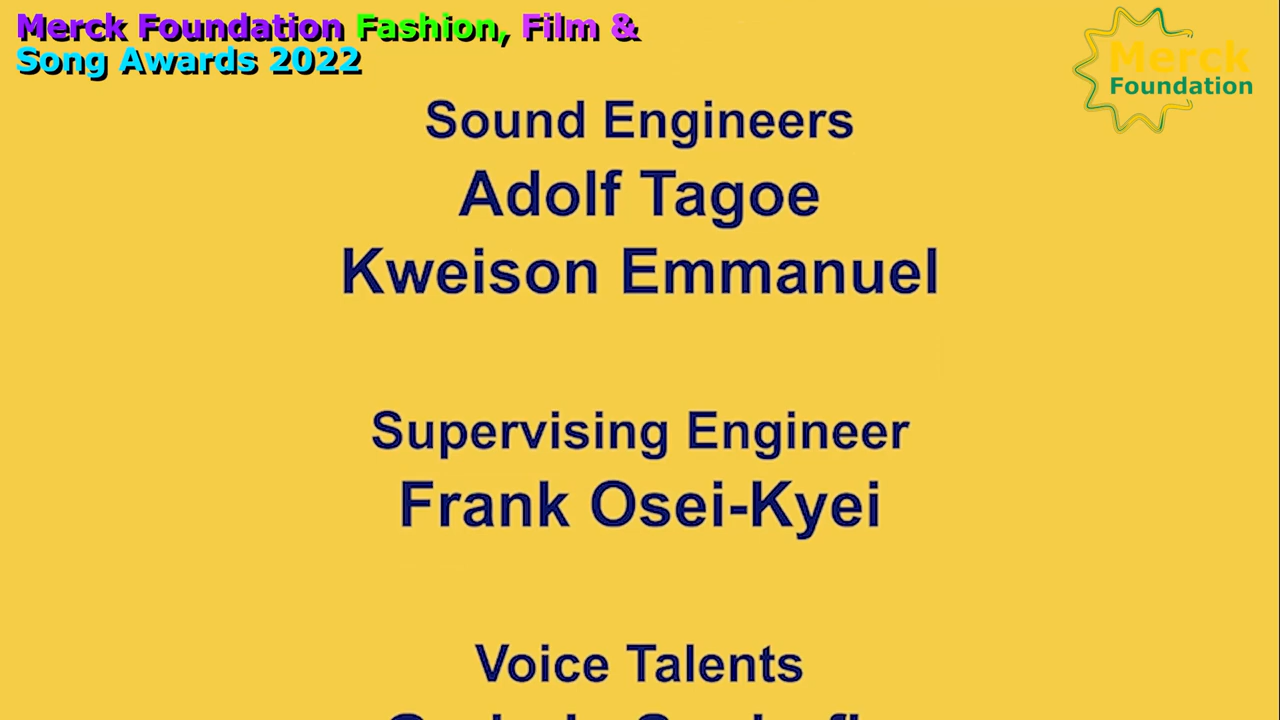 Merck Foundation Fashion, Film &
Song Awards 2022
Merck
Foundation
Sound Engineers
Adolf Tagoe
Kweison Emmanuel
Supervising Engineer
Frank Osei-Kyei
Voice Talents